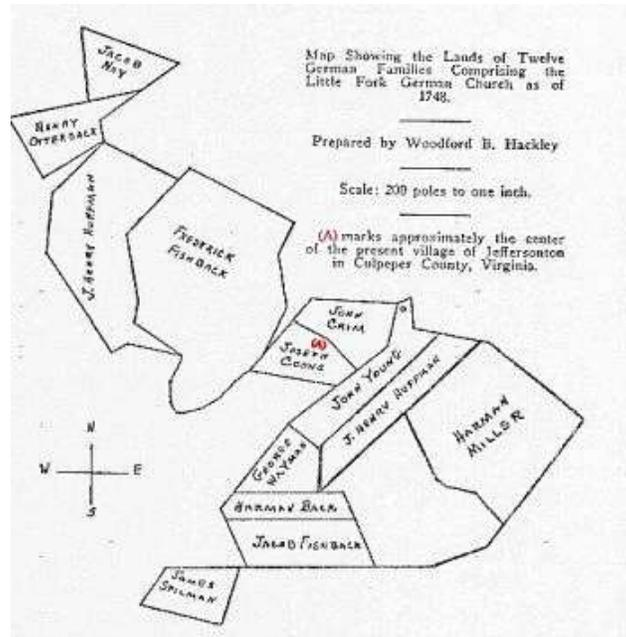 Map Showing the Lands of Twelve
German Families Comprising the
Little Fork German Church as of
1748.
Prepared by Woodford B. Hackley
Scale: 200 poles to one inch.
(A) marks approximately the center
of the present village of Jeffersonton
in Culpeper County, Virginia.
JACOB
HAY
HENRY
OTTERBACK
J. HENRY HUFFMAN
FREDERICK
FISHBACK
JOHN
CRIM
(A)
JOSEPH
COONS
JOHN YOUNG
J. HENRY HUFFMAN
HARMAN
MILLER
GEORGE
WAYMAN
HARMAN BACK
JACOB FISHBACK
JAMES
SPILMAN
N
W E
S